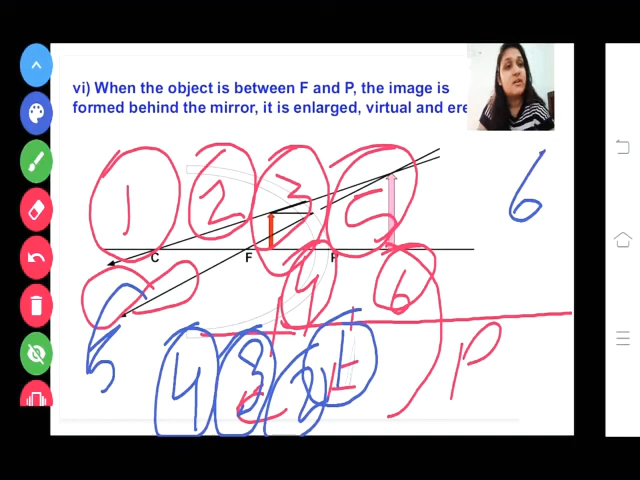 vi) When the object is between F and P, the image is
formed behind the mirror, it is enlarged, virtual and ere
1 2 3 5 6
C F P
4 6
5 4 3 2 1 P